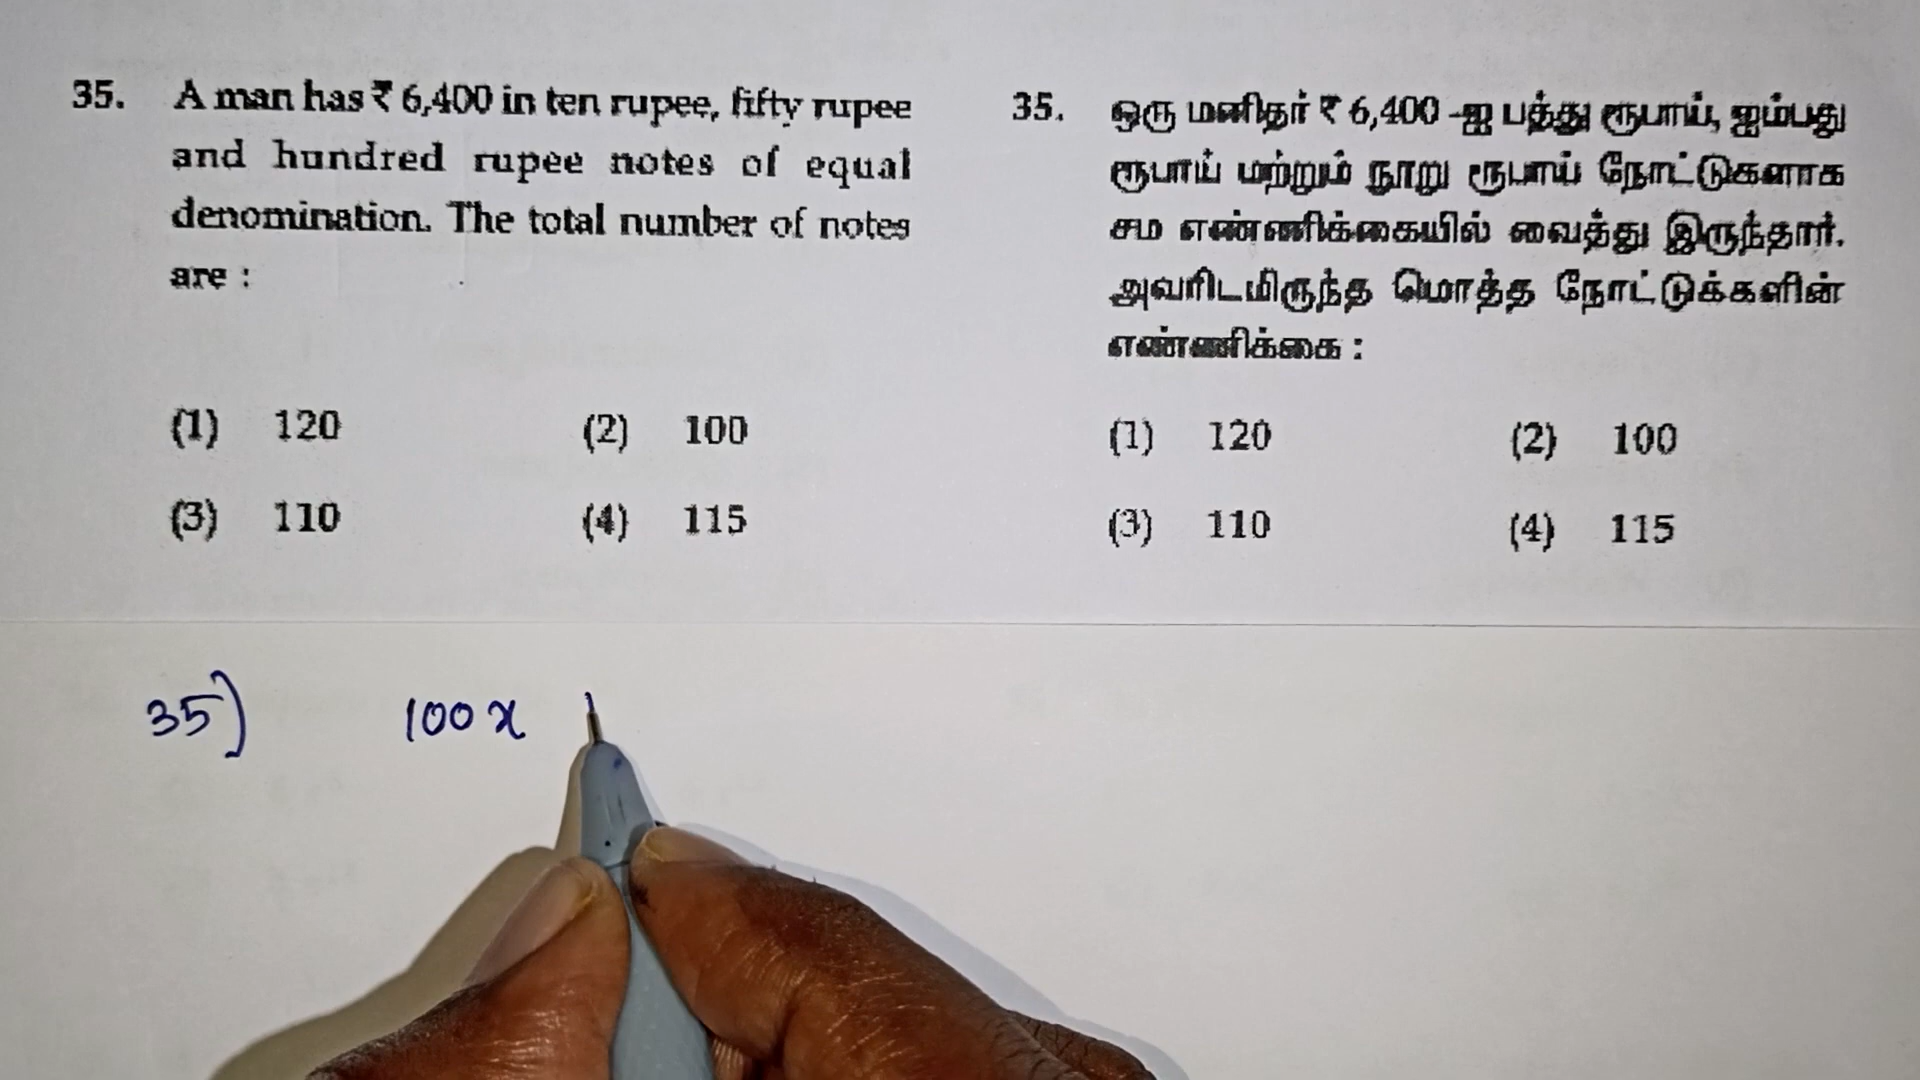 35. A man has ₹ 6,400 in ten rupee, fifty rupee
and hundred rupee notes of equal
denomination. The total number of notes
are :
(1) 120 (2) 100
(3) 110 (4) 115
35. ஒரு மனிதர் ₹ 6,400 -ஐ பத்து ரூபாய், ஐம்பது
ரூபாய் மற்றும் நூறு ரூபாய் நோட்டுகளாக
சம எண்ணிக்கையில் வைத்து இருந்தார்.
அவரிடமிருந்த மொத்த நோட்டுக்களின்
எண்ணிக்கை :
(1) 120 (2) 100
(3) 110 (4) 115
35) 100x